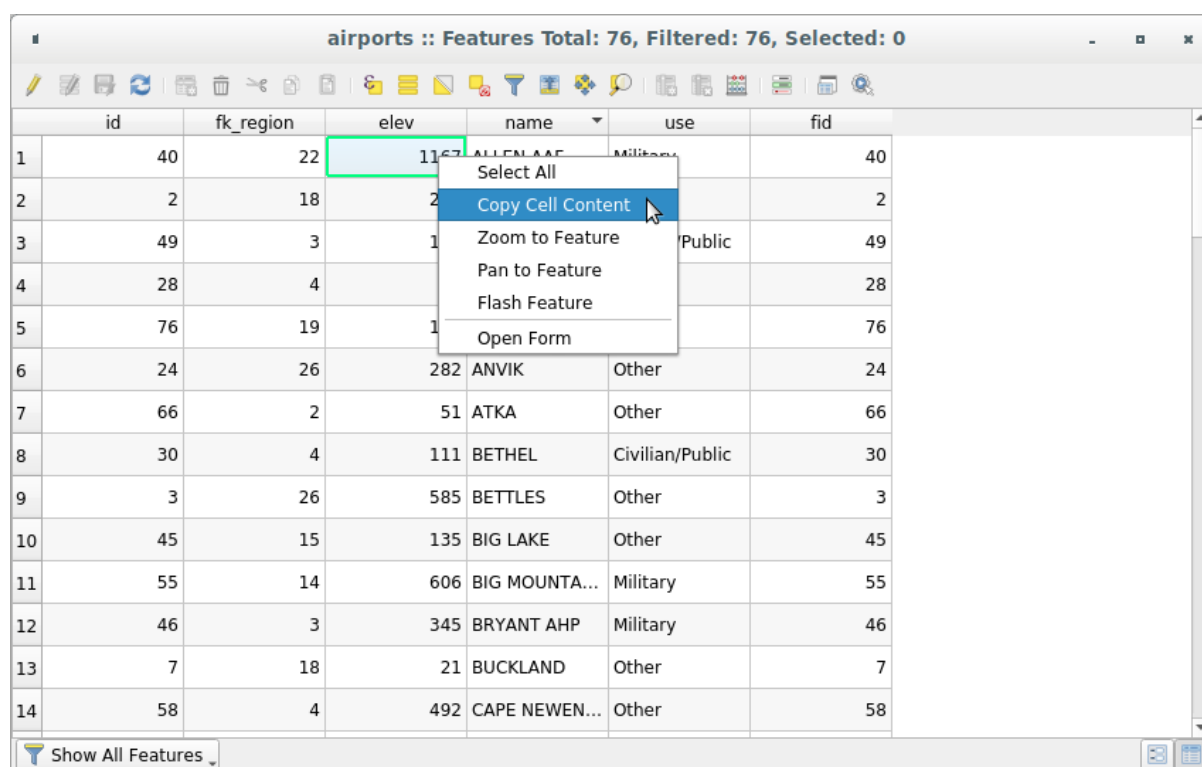 airports :: Features Total: 76, Filtered: 76, Selected: 0
id fk_region elev name use fid
1 40 22 1167 ALLEN AAF Military 40
Select All
2 2 18 2
Copy Cell Content
3 49 3 /Public 49
Zoom to Feature
4 28 4 28
Pan to Feature
Flash Feature
5 76 19 76
Open Form
6 24 26 282 ANVIK Other 24
7 66 2 51 ATKA Other 66
8 30 4 111 BETHEL Civilian/Public 30
9 3 26 585 BETTLES Other 3
10 45 15 135 BIG LAKE Other 45
11 55 14 606 BIG MOUNTA... Military 55
12 46 3 345 BRYANT AHP Military 46
13 7 18 21 BUCKLAND Other 7
14 58 4 492 CAPE NEWEN... Other 58
Show All Features